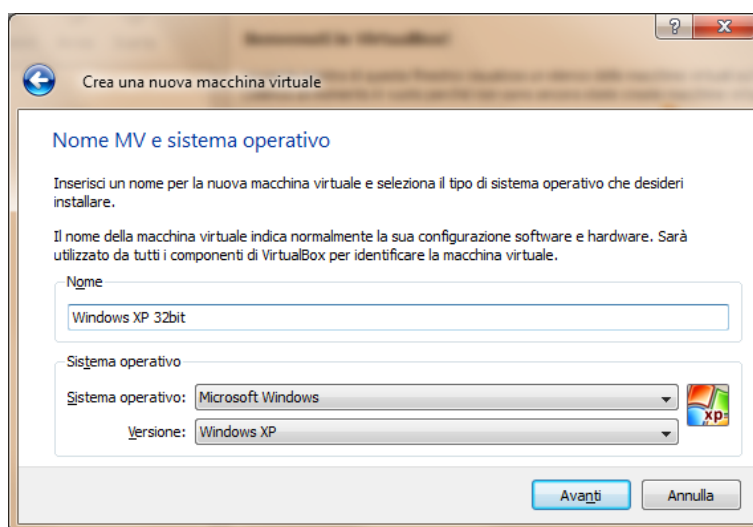 Benvenuti in VirtualBox!
Crea una nuova macchina virtuale
Nome MV e sistema operativo
Inserisci un nome per la nuova macchina virtuale e seleziona il tipo di sistema operativo che desideri
installare.
Il nome della macchina virtuale indica normalmente la sua configurazione software e hardware. Sarà
utilizzato da tutti i componenti di VirtualBox per identificare la macchina virtuale.
Nome
Windows XP 32bit
Sistema operativo
Sistema operativo: Microsoft Windows
xp
Versione: Windows XP
Avanti Annulla